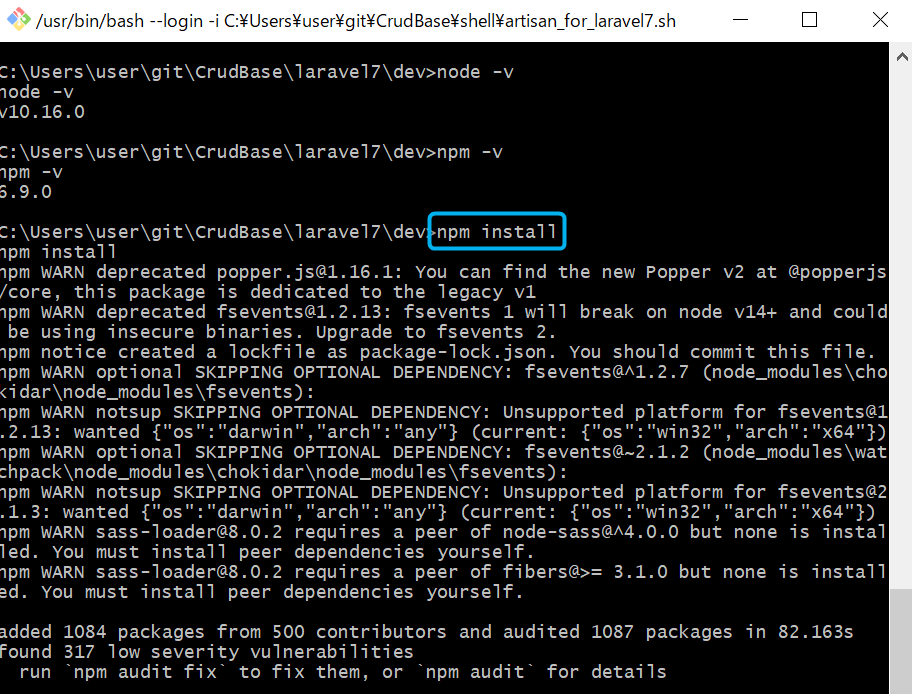 /usr/bin/bash --login -i C:¥Users¥user¥git¥CrudBase¥shell¥artisan_for_laravel7.sh
C:\Users\user\git\CrudBase\laravel7\dev>node -v
node -v
v10.16.0
C:\Users\user\git\CrudBase\laravel7\dev>npm -v
npm -v
6.9.0
C:\Users\user\git\CrudBase\laravel7\dev>npm install
npm install
npm WARN deprecated popper.js@1.16.1: You can find the new Popper v2 at @popperjs
/core, this package is dedicated to the legacy v1
npm WARN deprecated fsevents@1.2.13: fsevents 1 will break on node v14+ and could
 be using insecure binaries. Upgrade to fsevents 2.
npm notice created a lockfile as package-lock.json. You should commit this file.
npm WARN optional SKIPPING OPTIONAL DEPENDENCY: fsevents@^1.2.7 (node_modules\cho
kidar\node_modules\fsevents):
npm WARN notsup SKIPPING OPTIONAL DEPENDENCY: Unsupported platform for fsevents@1
.2.13: wanted {"os":"darwin","arch":"any"} (current: {"os":"win32","arch":"x64"})
npm WARN optional SKIPPING OPTIONAL DEPENDENCY: fsevents@~2.1.2 (node_modules\wat
chpack\node_modules\chokidar\node_modules\fsevents):
npm WARN notsup SKIPPING OPTIONAL DEPENDENCY: Unsupported platform for fsevents@2
.1.3: wanted {"os":"darwin","arch":"any"} (current: {"os":"win32","arch":"x64"})
npm WARN sass-loader@8.0.2 requires a peer of node-sass@^4.0.0 but none is instal
led. You must install peer dependencies yourself.
npm WARN sass-loader@8.0.2 requires a peer of fibers@>= 3.1.0 but none is install
ed. You must install peer dependencies yourself.
added 1084 packages from 500 contributors and audited 1087 packages in 82.163s
found 317 low severity vulnerabilities
  run `npm audit fix` to fix them, or `npm audit` for details